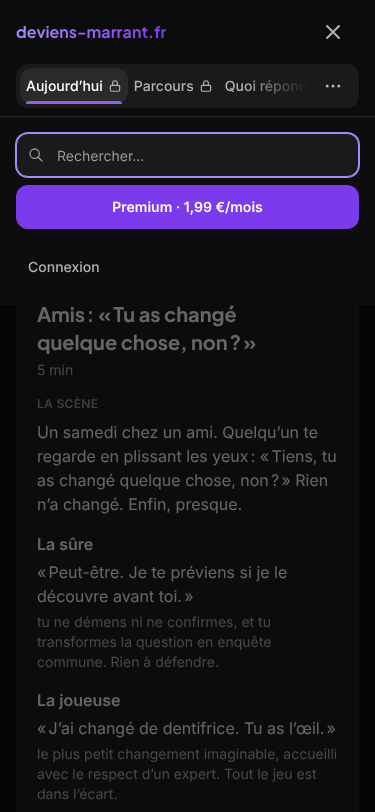 deviens-marrant.fr
Aujourd’hui Parcours Quoi répond
Rechercher...
Premium · 1,99 €/mois
Connexion
Amis : « Tu as changé
quelque chose, non ? »
5 min
LA SCÈNE
Un samedi chez un ami. Quelqu’un te
regarde en plissant les yeux : « Tiens, tu
as changé quelque chose, non ? » Rien
n’a changé. Enfin, presque.
La sûre
« Peut-être. Je te préviens si je le
découvre avant toi. »
tu ne démens ni ne confirmes, et tu
transformes la question en enquête
commune. Rien à défendre.
La joueuse
« J’ai changé de dentifrice. Tu as l’œil. »
le plus petit changement imaginable, accueilli
avec le respect d’un expert. Tout le jeu est
dans l’écart.